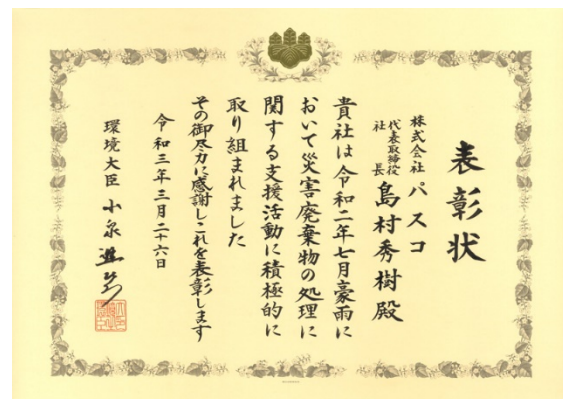 表彰状
株式会社パスコ
代表取締役
社長
島村秀樹殿
貴社は令和二年七月豪雨に
おいて災害廃棄物の処理に
関する支援活動に積極的に
取り組まれました
その御尽力に感謝しこれを表彰します
令和三年三月二十六日
環境大臣 小泉進次郎